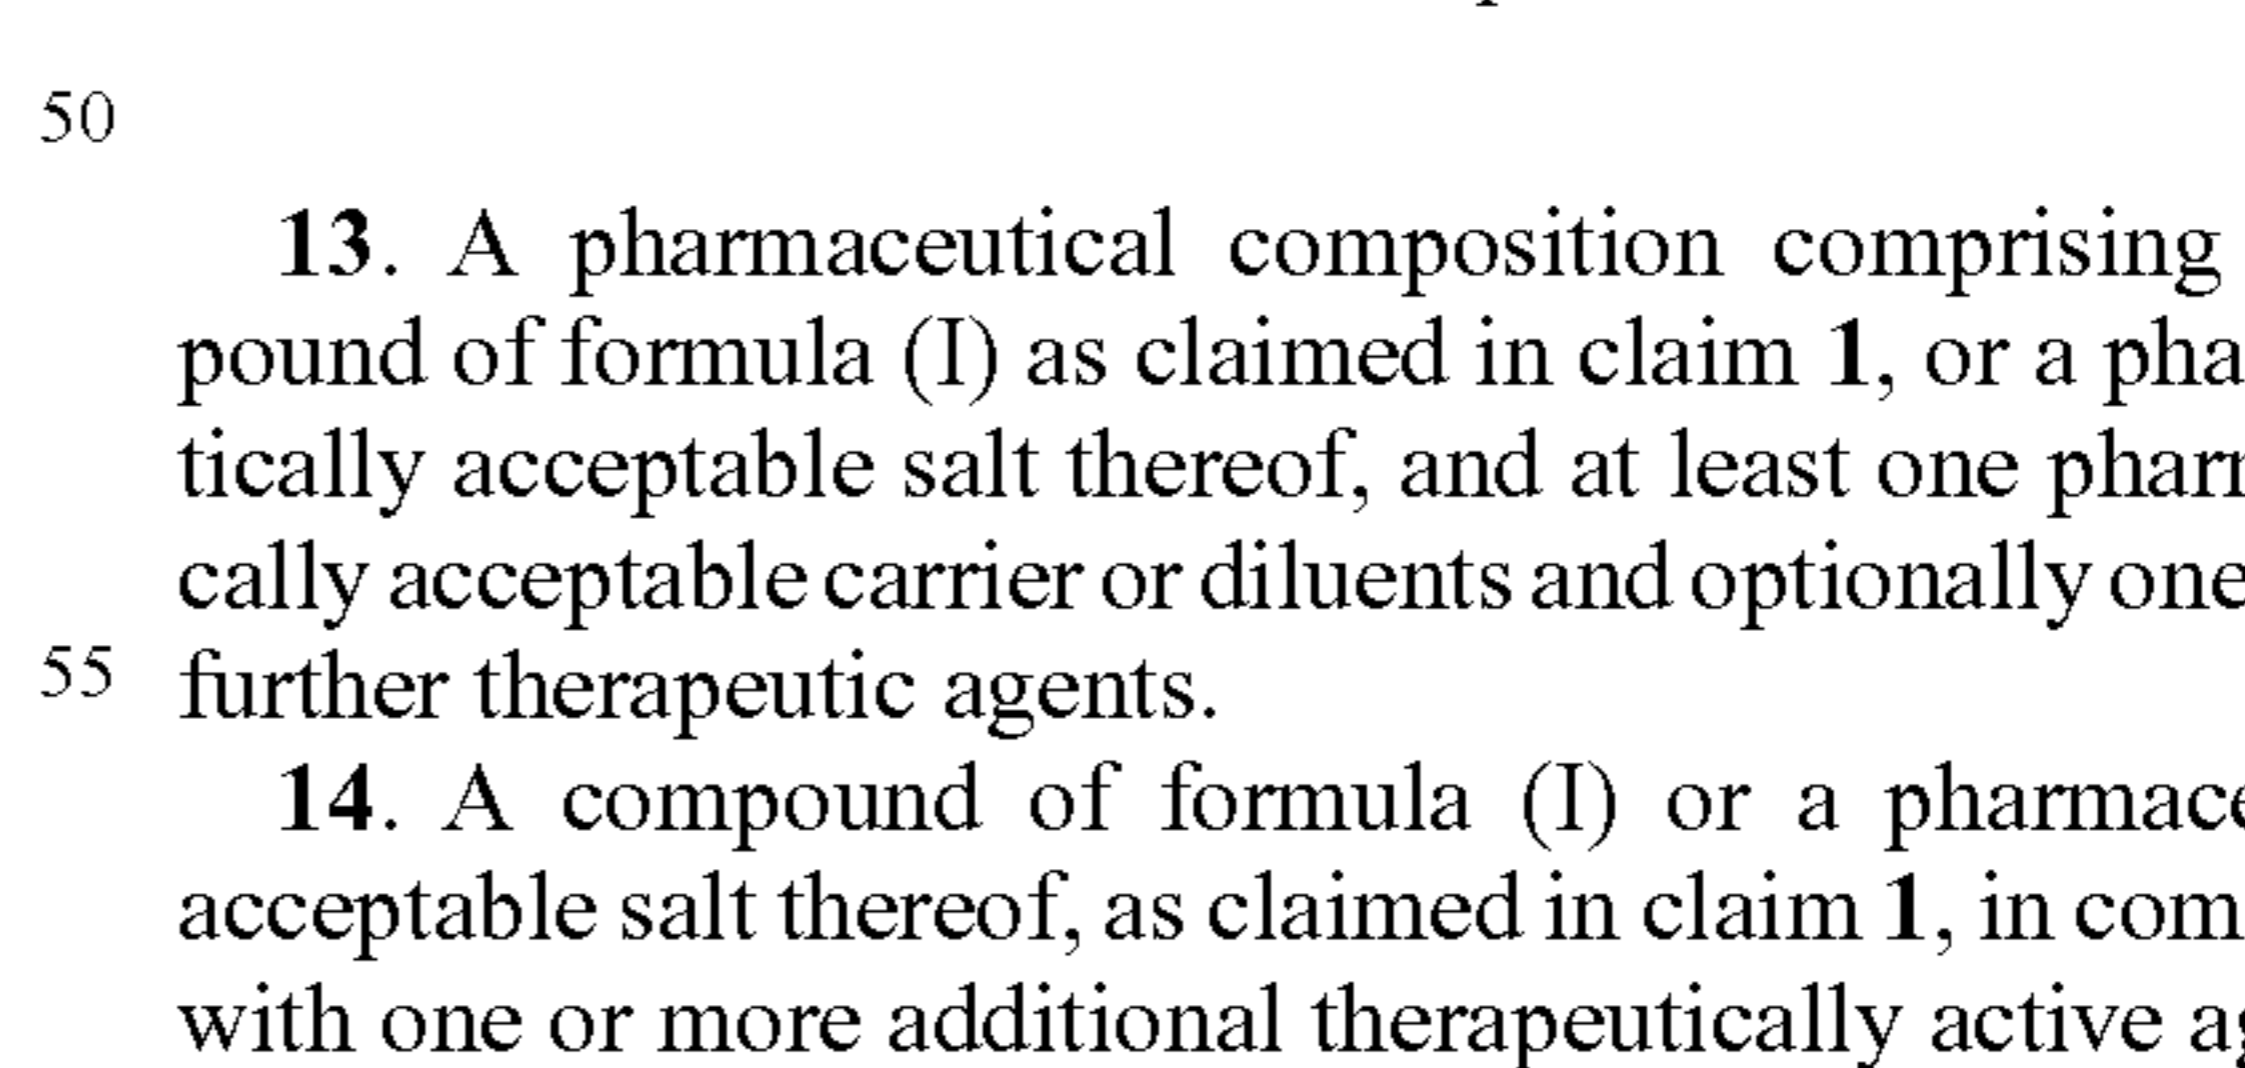 50
13. A pharmaceutical composition comprising
pound of formula (I) as claimed in claim 1, or a pha
tically acceptable salt thereof, and at least one pharm
cally acceptable carrier or diluents and optionally one
55 further therapeutic agents.
14. A compound of formula (I) or a pharmace
acceptable salt thereof, as claimed in claim 1, in com
with one or more additional therapeutically active ag